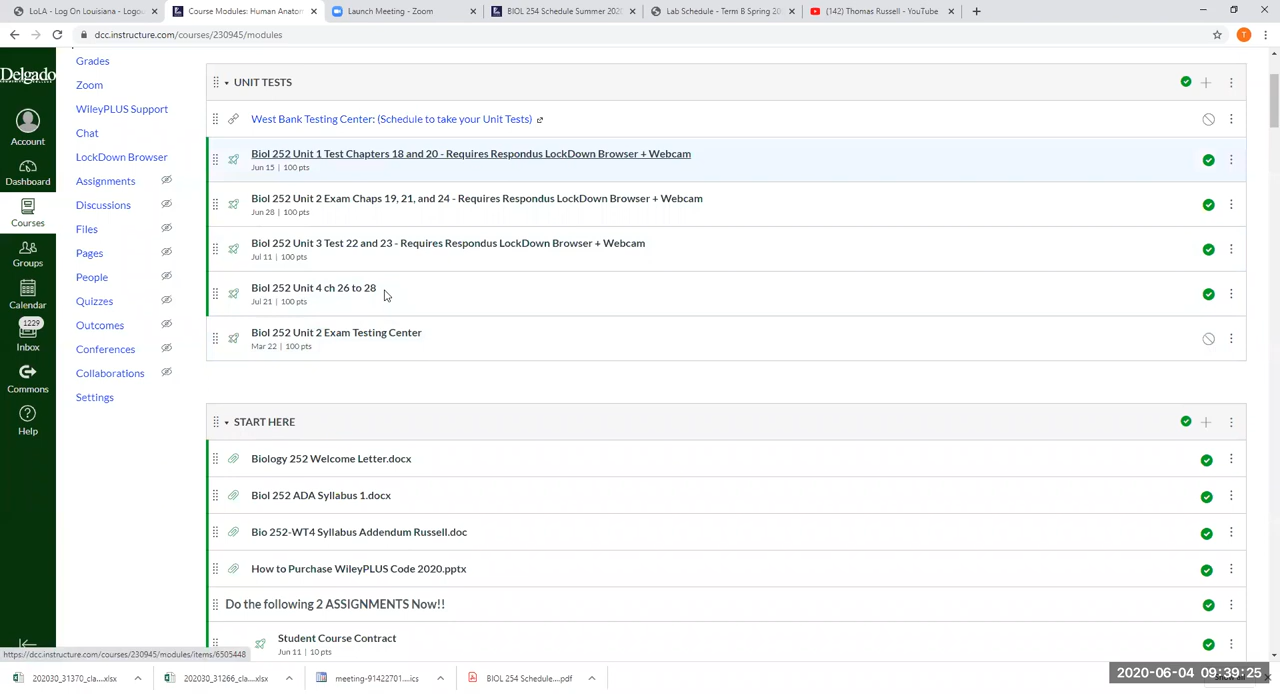 LoLA - Log On Louisiana - Logou
Course Modules: Human Anatom
Launch Meeting - Zoom
BIOL 254 Schedule Summer 202
Lab Schedule - Term B Spring 20
(142) Thomas Russell - YouTube
dcc.instructure.com/courses/230945/modules
T
Delgado
Account
Dashboard
Courses
Groups
Calendar
1229
Inbox
Commons
Help
Grades
Zoom
WileyPLUS Support
Chat
LockDown Browser
Assignments
Discussions
Files
Pages
People
Quizzes
Outcomes
Conferences
Collaborations
Settings
UNIT TESTS
West Bank Testing Center: (Schedule to take your Unit Tests)
Biol 252 Unit 1 Test Chapters 18 and 20 - Requires Respondus LockDown Browser + Webcam
Jun 15 | 100 pts
Biol 252 Unit 2 Exam Chaps 19, 21, and 24 - Requires Respondus LockDown Browser + Webcam
Jun 28 | 100 pts
Biol 252 Unit 3 Test 22 and 23 - Requires Respondus LockDown Browser + Webcam
Jul 11 | 100 pts
Biol 252 Unit 4 ch 26 to 28
Jul 21 | 100 pts
Biol 252 Unit 2 Exam Testing Center
Mar 22 | 100 pts
START HERE
Biology 252 Welcome Letter.docx
Biol 252 ADA Syllabus 1.docx
Bio 252-WT4 Syllabus Addendum Russell.doc
How to Purchase WileyPLUS Code 2020.pptx
Do the following 2 ASSIGNMENTS Now!!
Student Course Contract
Jun 11 | 10 pts
https://dcc.instructure.com/courses/230945/modules/items/6505448
202030_31370_cla....xlsx
202030_31266_cla....xlsx
meeting-91422701....ics
BIOL 254 Schedule....pdf
2020-06-04 09:39:25